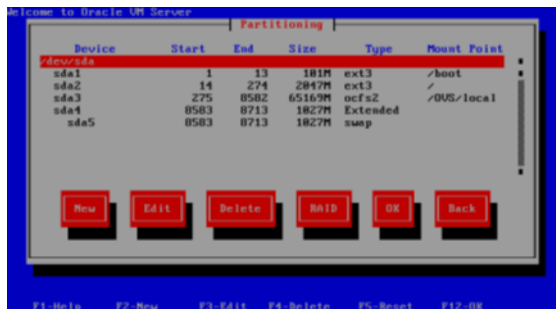 Welcome to Oracle VM Server
Partitioning
Device Start End Size Type Mount Point
/dev/sda
sda1 1 13 101M ext3 /boot
sda2 14 274 2047M ext3 /
sda3 275 8582 65169M ocfs2 /OVS/local
sda4 8583 8713 1027M Extended
sda5 8583 8713 1027M swap
New Edit Delete RAID OK Back
F1-Help F2-New F3-Edit F4-Delete F5-Reset F12-OK